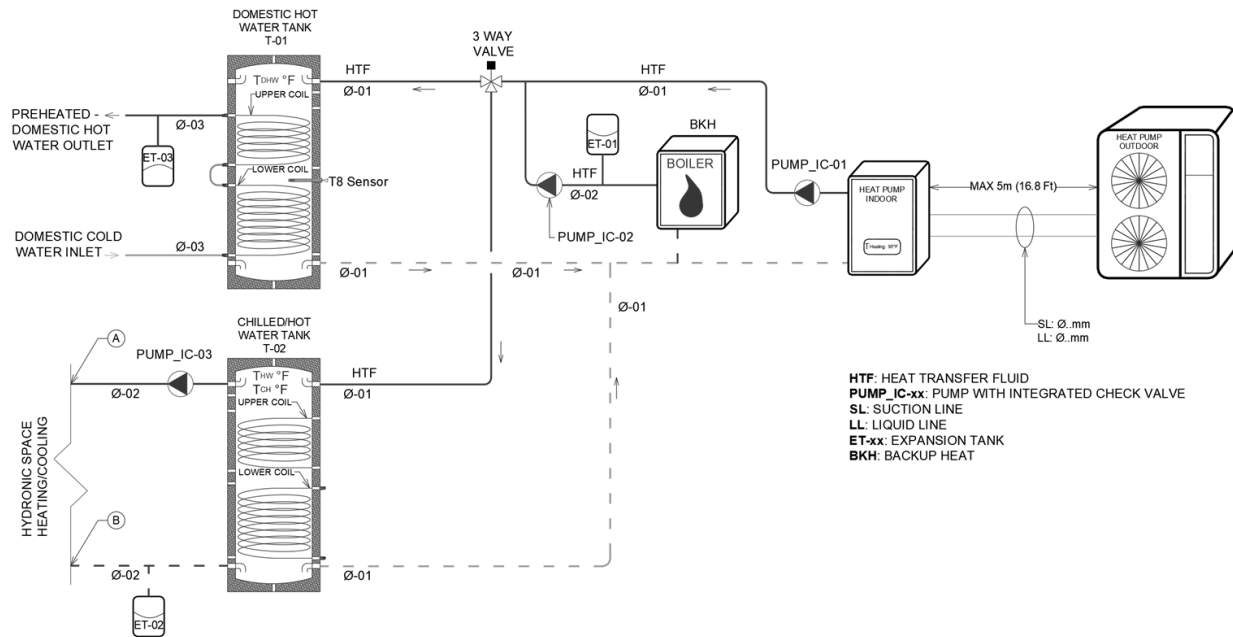 DOMESTIC HOT
WATER TANK
T-01
3 WAY
VALVE
HTF
HTF
TDHW °F
Ø-01
Ø-01
UPPER COIL
PREHEATED -
DOMESTIC HOT
WATER OUTLET
Ø-03
ET-03
ET-01
BKH
BOILER
PUMP_IC-01
HEAT PUMP
OUTDOOR
LOWER COIL
T8 Sensor
HTF
Ø-02
HEAT PUMP
INDOOR
MAX 5m (16.8 Ft)
DOMESTIC COLD
WATER INLET
Ø-03
PUMP_IC-02
Ø-01
Ø-01
Ø-01
SL: Ø..mm
LL: Ø..mm
CHILLED/HOT
WATER TANK
T-02
A
PUMP_IC-03
Ø-02
THW °F
TCH °F
HTF
Ø-01
UPPER COIL
LOWER COIL
HYDRONIC SPACE
HEATING/COOLING
B
Ø-02
Ø-01
ET-02
HTF: HEAT TRANSFER FLUID
PUMP_IC-xx: PUMP WITH INTEGRATED CHECK VALVE
SL: SUCTION LINE
LL: LIQUID LINE
ET-xx: EXPANSION TANK
BKH: BACKUP HEAT